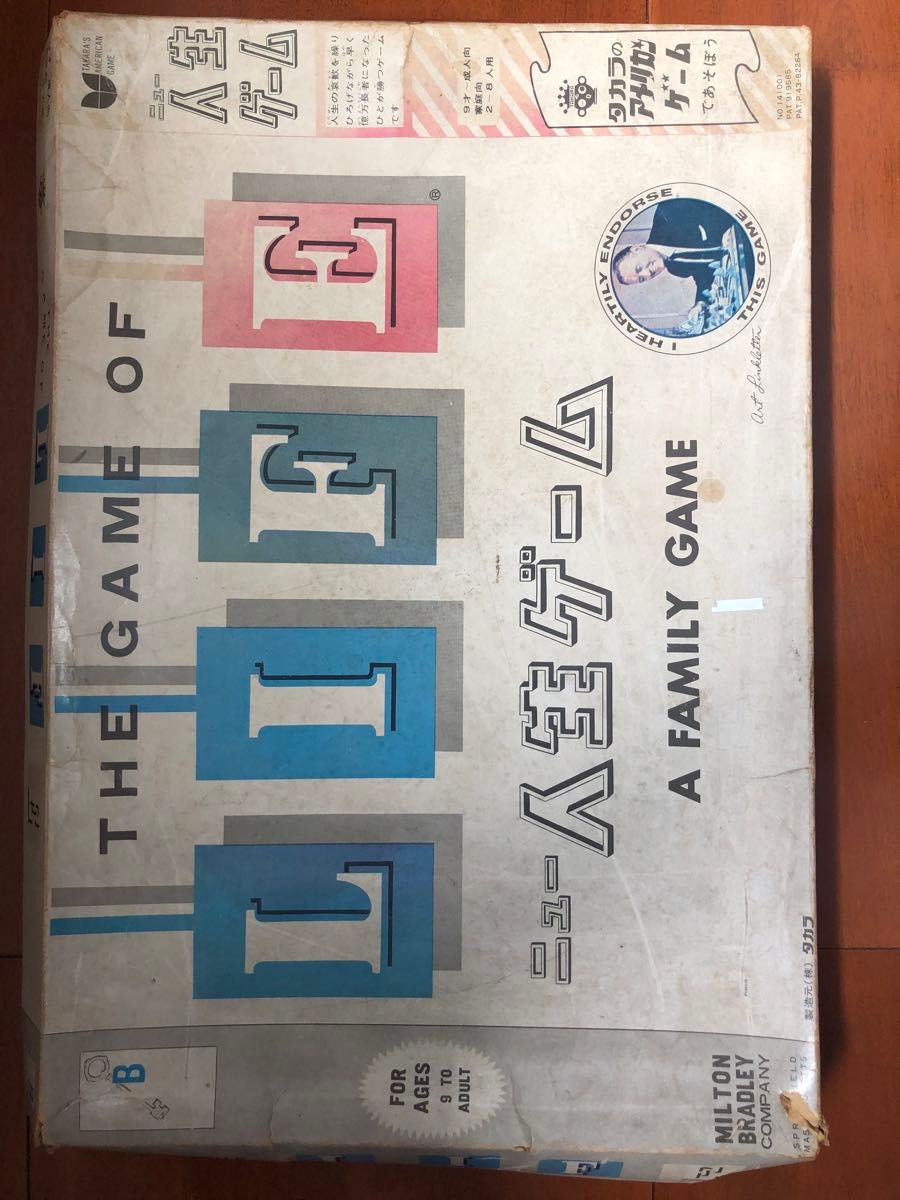 THE GAME OF
LIFE
®
ニュー人生ゲーム
A FAMILY GAME
I HEARTILY ENDORSE
THIS GAME
Art Linkletter
製造元(株)タカラ
B
FOR
AGES
9 TO
ADULT
MILTON
BRADLEY
COMPANY
TAKARA'S
AMERICAN
GAME
ニュー
人生
ゲーム
人生の哀歓を繰り
ひろげながら早く
億万長者になった
ひとが勝つゲーム
です
9才〜成人向
家庭向
2-8人用
タカラの
アメリカン
ゲーム
であそぼう
NO 141001
PAT 919585
PAT.P.43-82264